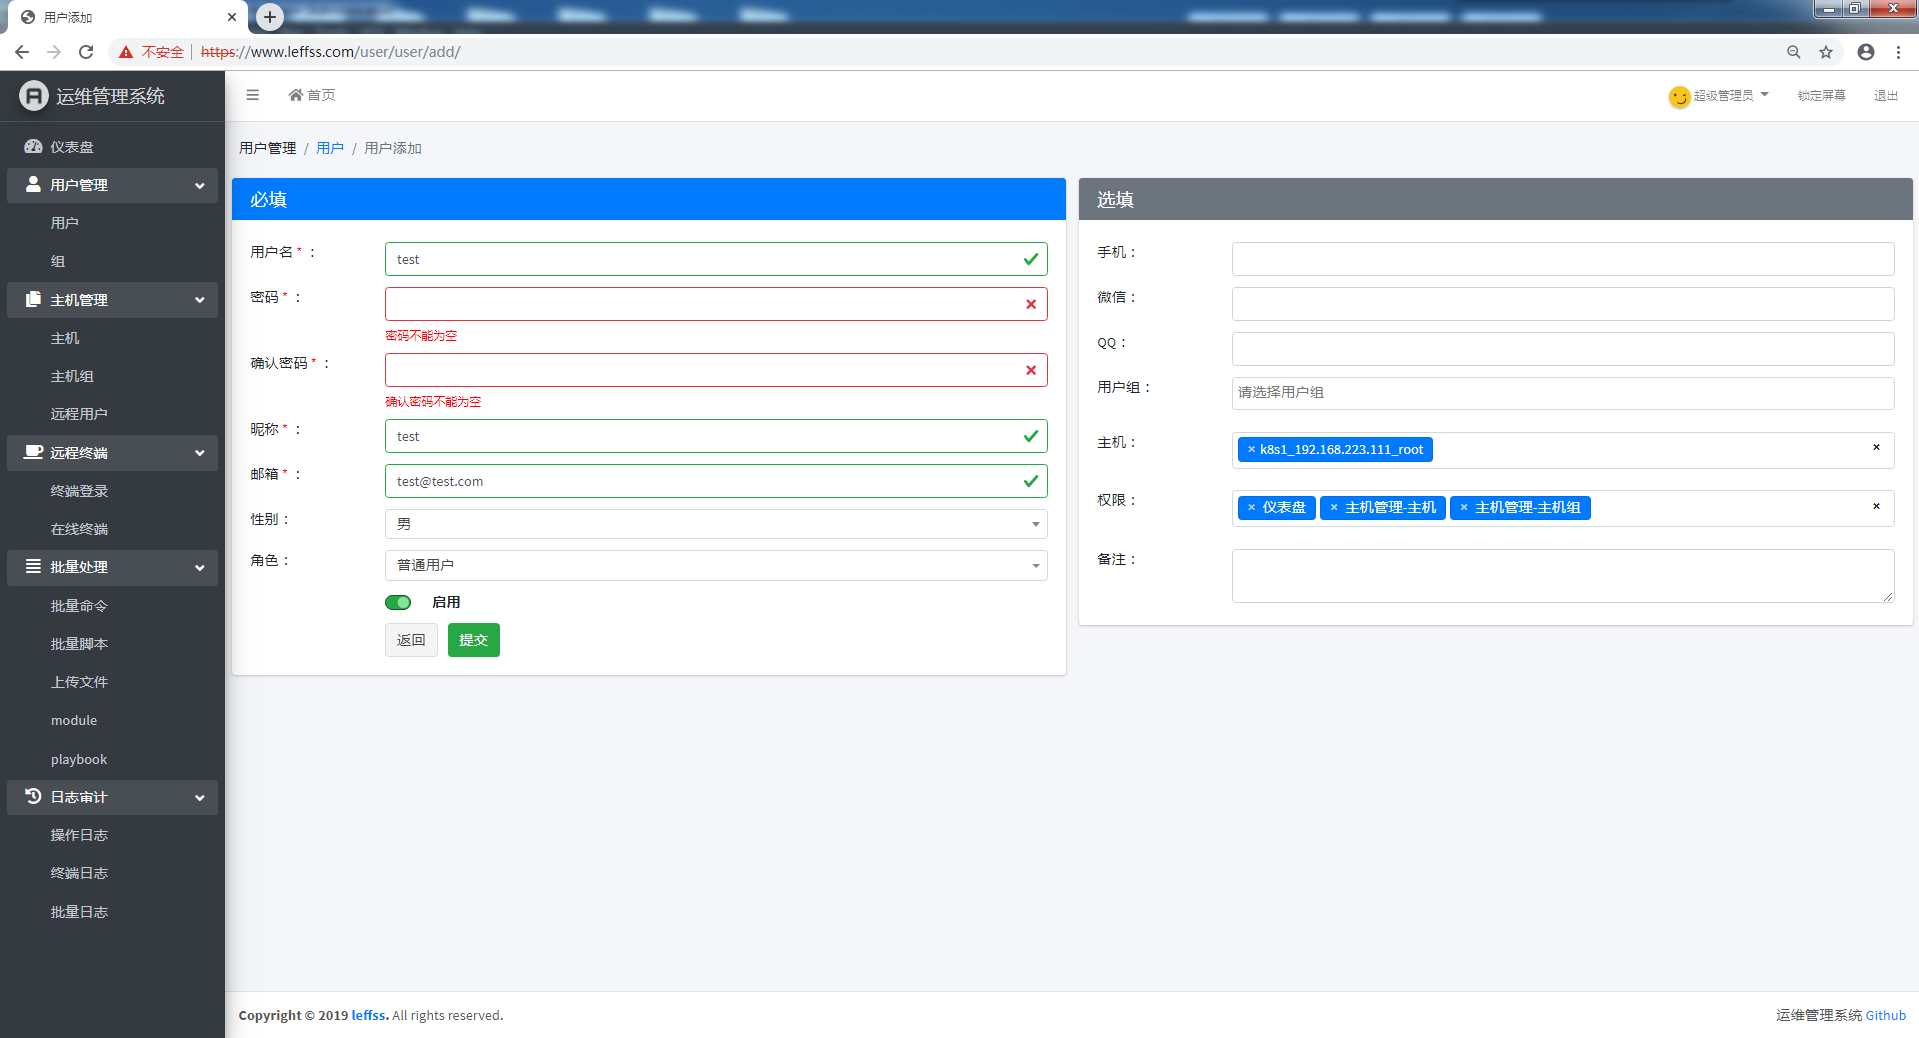 用户添加
不安全 https://www.leffss.com/user/user/add/
运维管理系统
首页
超级管理员
锁定屏幕
退出
仪表盘
用户管理
用户
组
主机管理
主机
主机组
远程用户
远程终端
终端登录
在线终端
批量处理
批量命令
批量脚本
上传文件
module
playbook
日志审计
操作日志
终端日志
批量日志
用户管理 / 用户 / 用户添加
必填
用户名 * ：
test
密码 * ：
密码不能为空
确认密码 * ：
确认密码不能为空
昵称 * ：
test
邮箱 * ：
test@test.com
性别：
男
角色：
普通用户
启用
返回
提交
选填
手机：
微信：
QQ：
用户组：
请选择用户组
主机：
× k8s1_192.168.223.111_root ×
权限：
× 仪表盘 × 主机管理-主机 × 主机管理-主机组 ×
备注：
Copyright © 2019 leffss. All rights reserved.
运维管理系统 Github